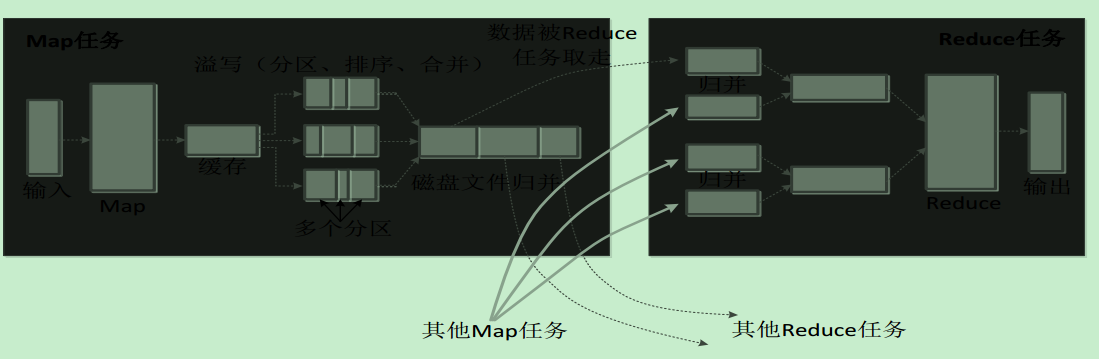 Map任务
溢写（分区、排序、合并）
输入
Map
缓存
多个分区
磁盘文件归并
数据被Reduce
任务取走
Reduce任务
归并
归并
Reduce
输出
其他Map任务
其他Reduce任务